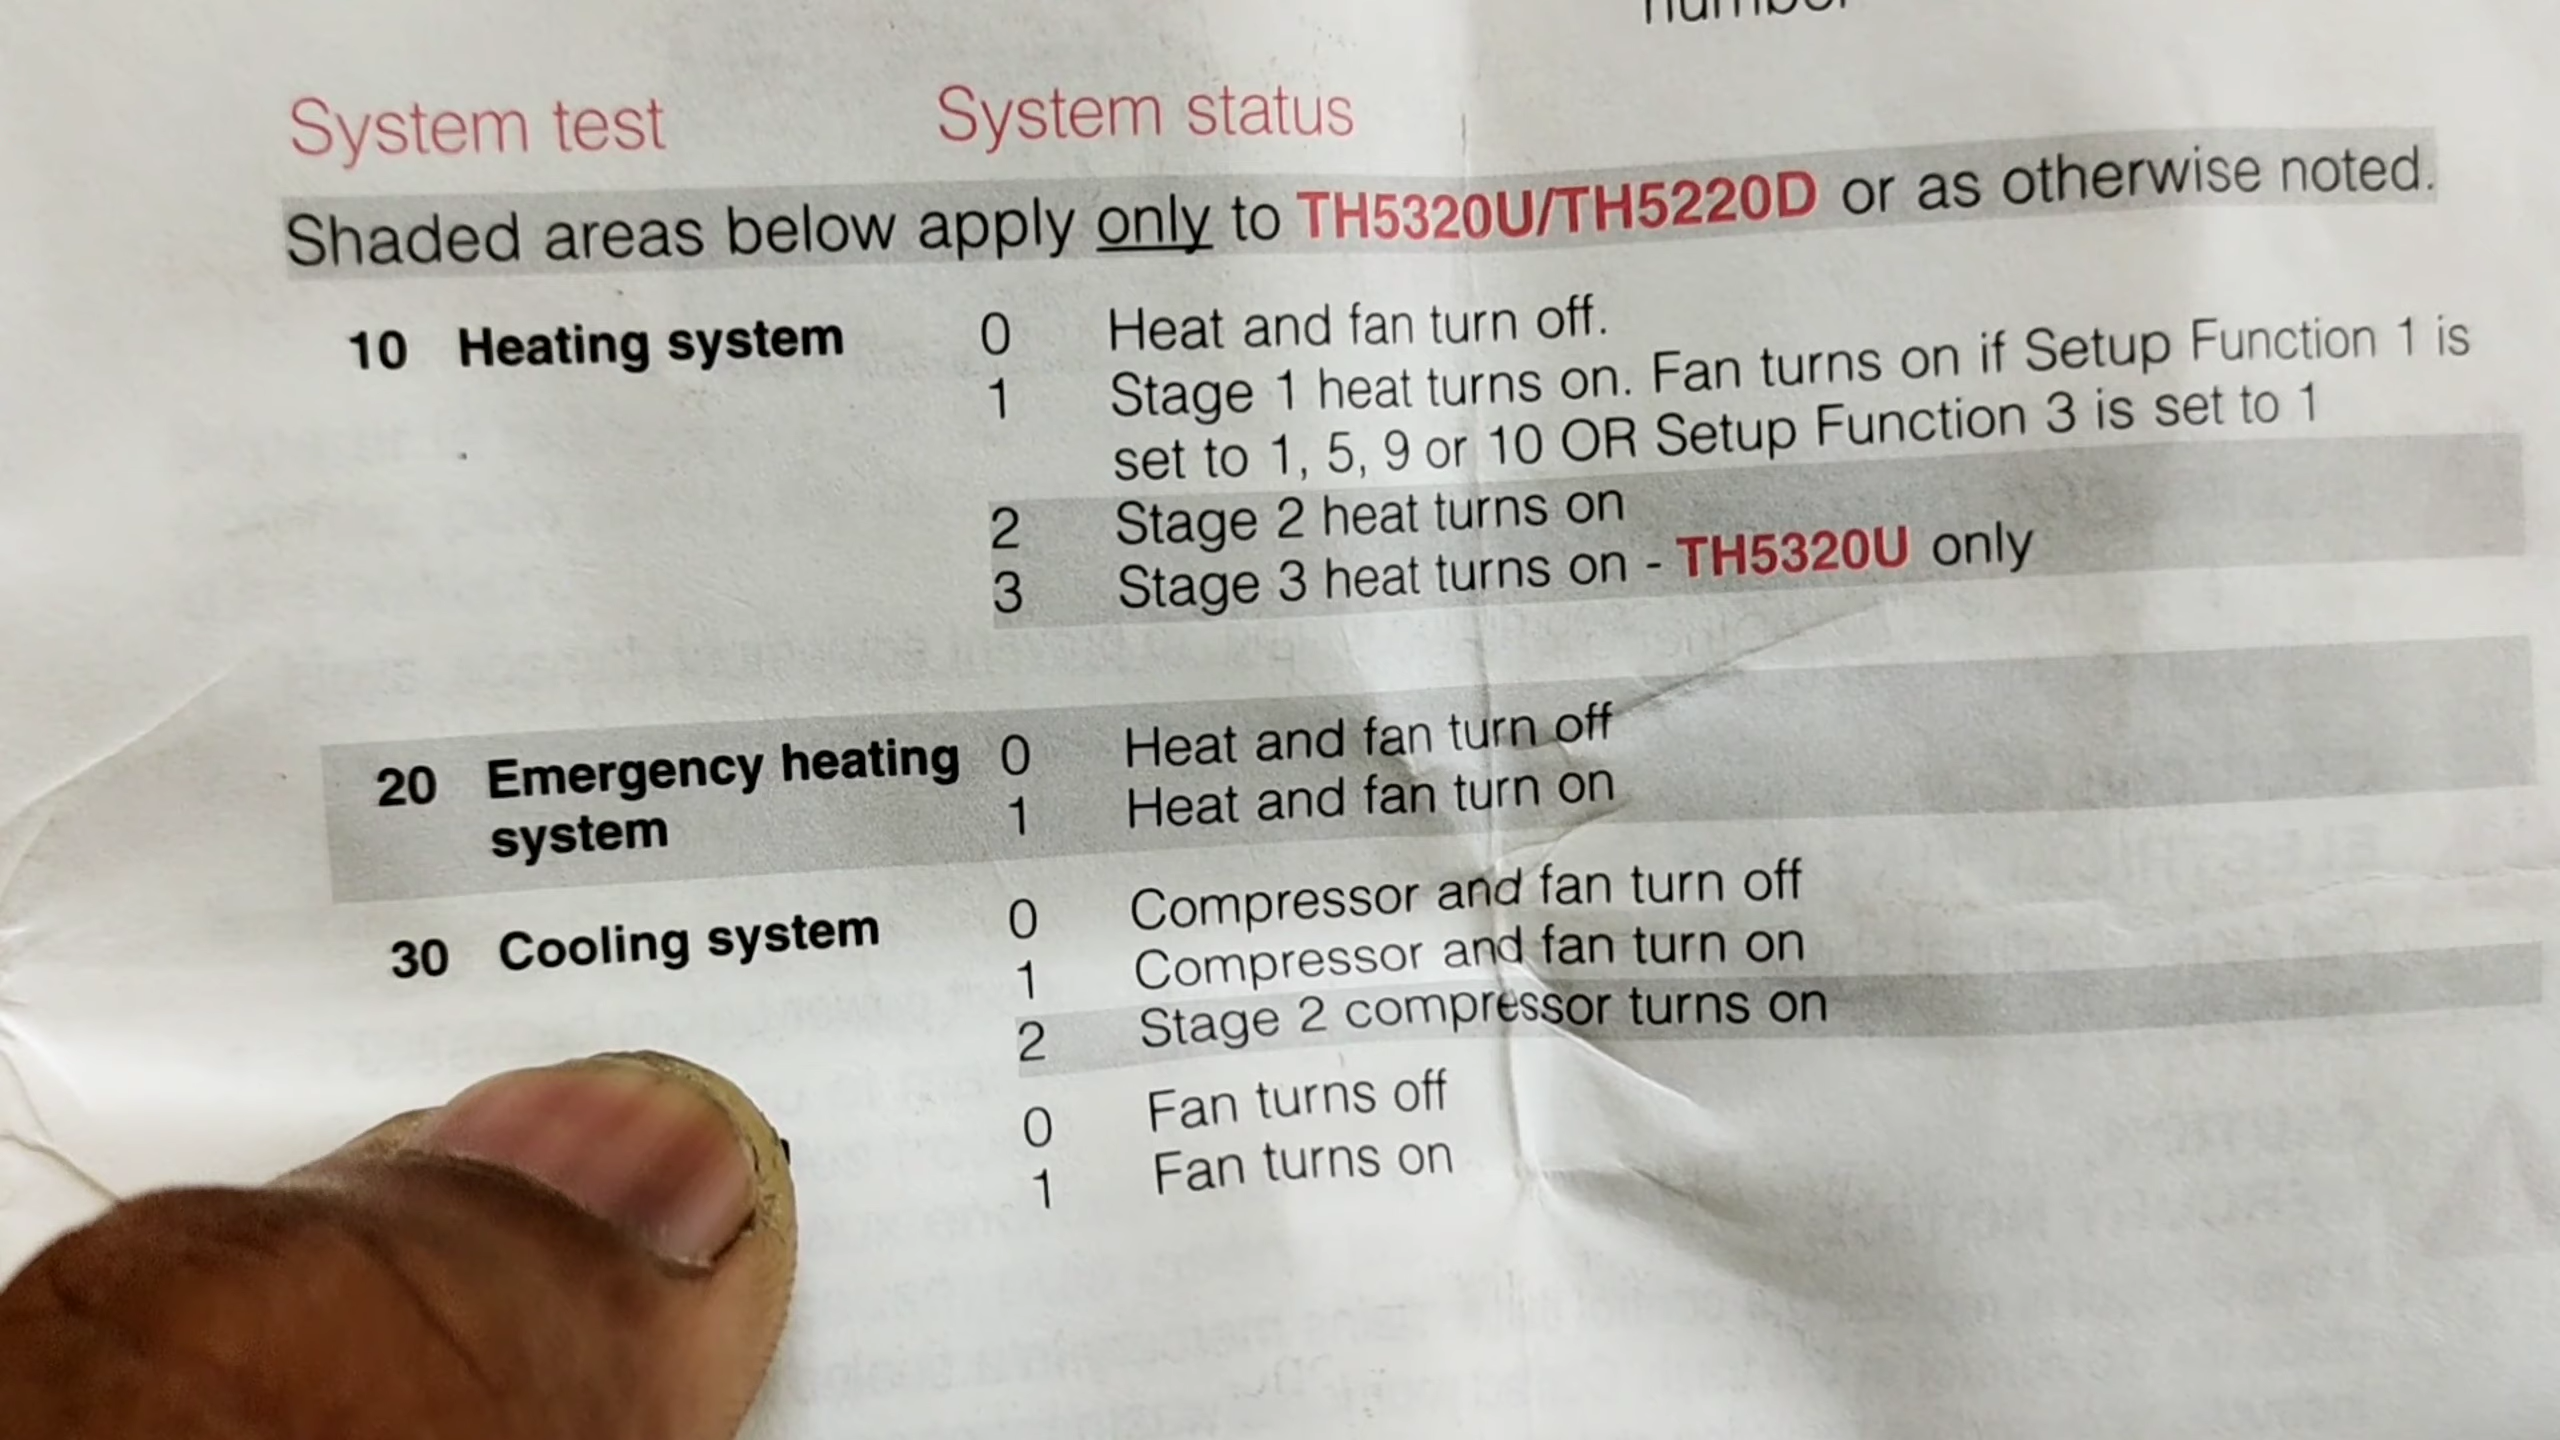 System test System status
Shaded areas below apply only to TH5320U/TH5220D or as otherwise noted.
10 Heating system 0 Heat and fan turn off.
1 Stage 1 heat turns on. Fan turns on if Setup Function 1 is
set to 1, 5, 9 or 10 OR Setup Function 3 is set to 1
2 Stage 2 heat turns on
3 Stage 3 heat turns on - TH5320U only
20 Emergency heating 0 Heat and fan turn off
system 1 Heat and fan turn on
30 Cooling system 0 Compressor and fan turn off
1 Compressor and fan turn on
2 Stage 2 compressor turns on
0 Fan turns off
1 Fan turns on